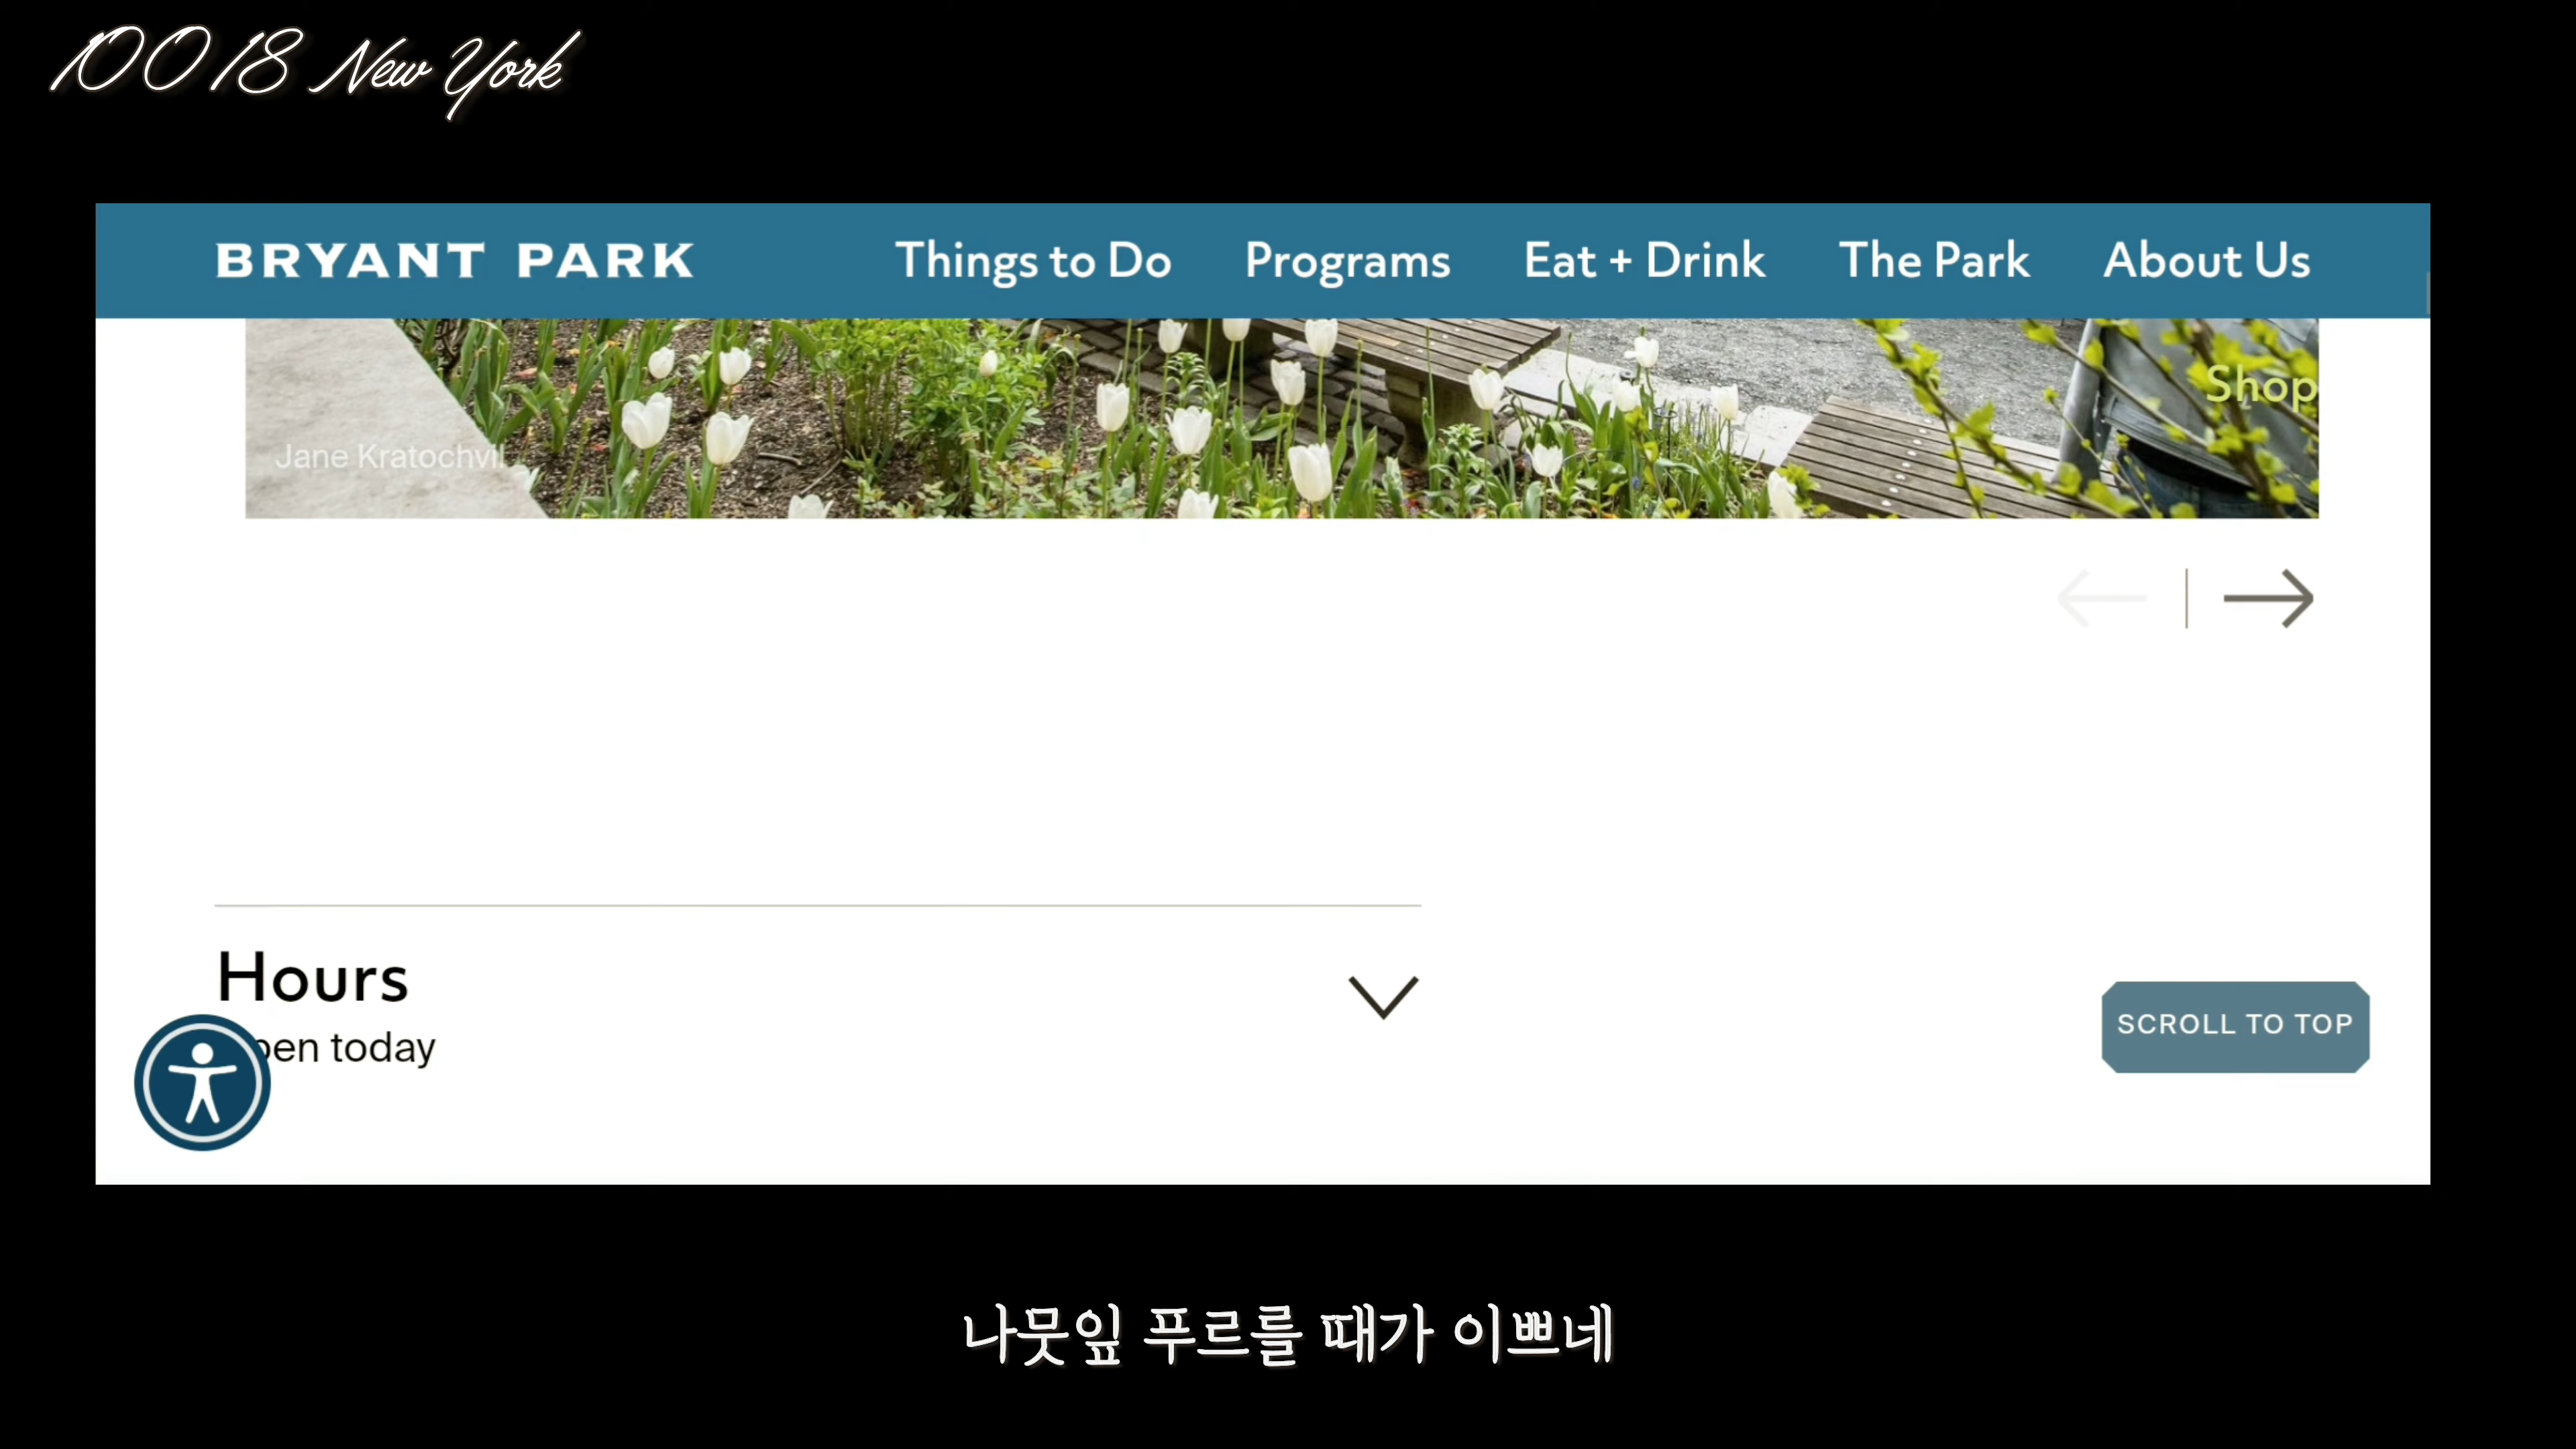 10018 New York
BRYANT PARK Things to Do Programs Eat + Drink The Park About Us
Shop
Jane Kratochvil
Hours
pen today
SCROLL TO TOP
나뭇잎 푸르를 때가 이쁘네